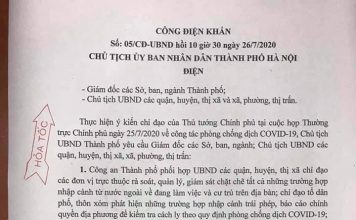 CÔNG ĐIỆN KHẨN
Số: 05/CĐ-UBND hồi 10 giờ 30 ngày 26/7/2020
CHỦ TỊCH ỦY BAN NHÂN DÂN THÀNH PHỐ HÀ NỘI
ĐIỆN
- Giám đốc các Sở, ban, ngành Thành phố;
- Chủ tịch UBND các quận, huyện, thị xã và xã, phường, thị trấn.
HỎA TỐC
Thực hiện ý kiến chỉ đạo của Thủ tướng Chính phủ tại cuộc họp Thường
trực Chính phủ ngày 25/7/2020 về công tác phòng chống dịch COVID-19, Chủ tịch
UBND Thành phố yêu cầu Giám đốc các Sở, ban, ngành; Chủ tịch UBND các
quận, huyện, thị xã, xã, phường, thị trấn:
1. Công an Thành phố phối hợp UBND các quận, huyện, thị xã chỉ đạo
các đơn vị trực thuộc rà soát, quản lý, giám sát chặt chẽ tất cả những trường hợp
nhập cảnh từ nước ngoài về đang làm việc và cư trú trên địa bàn; chỉ đạo tổ dân
phố, thôn xóm phát hiện những trường hợp nhập cảnh trái phép, báo cáo chính
quyền địa phương để kiểm tra cách ly theo quy định phòng chống dịch COVID-19;